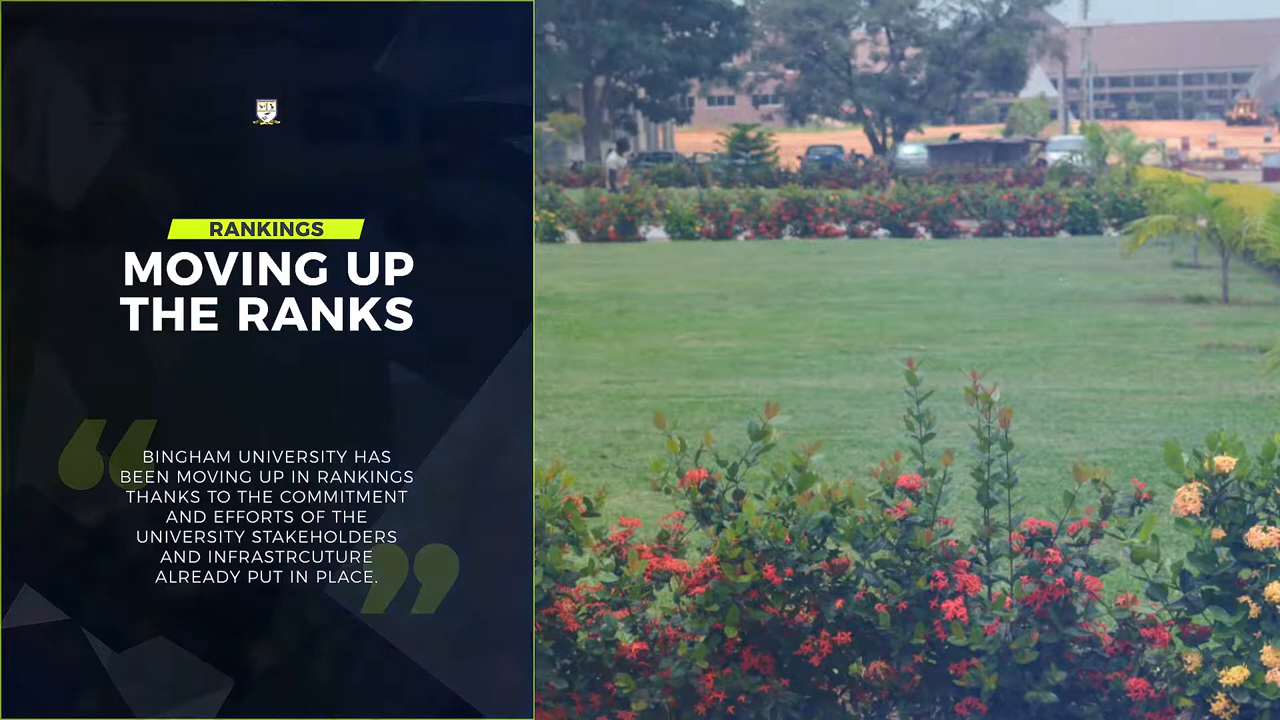 RANKINGS
MOVING UP
THE RANKS
BINGHAM UNIVERSITY HAS
BEEN MOVING UP IN RANKINGS
THANKS TO THE COMMITMENT
AND EFFORTS OF THE
UNIVERSITY STAKEHOLDERS
AND INFRASTRCUTURE
ALREADY PUT IN PLACE.